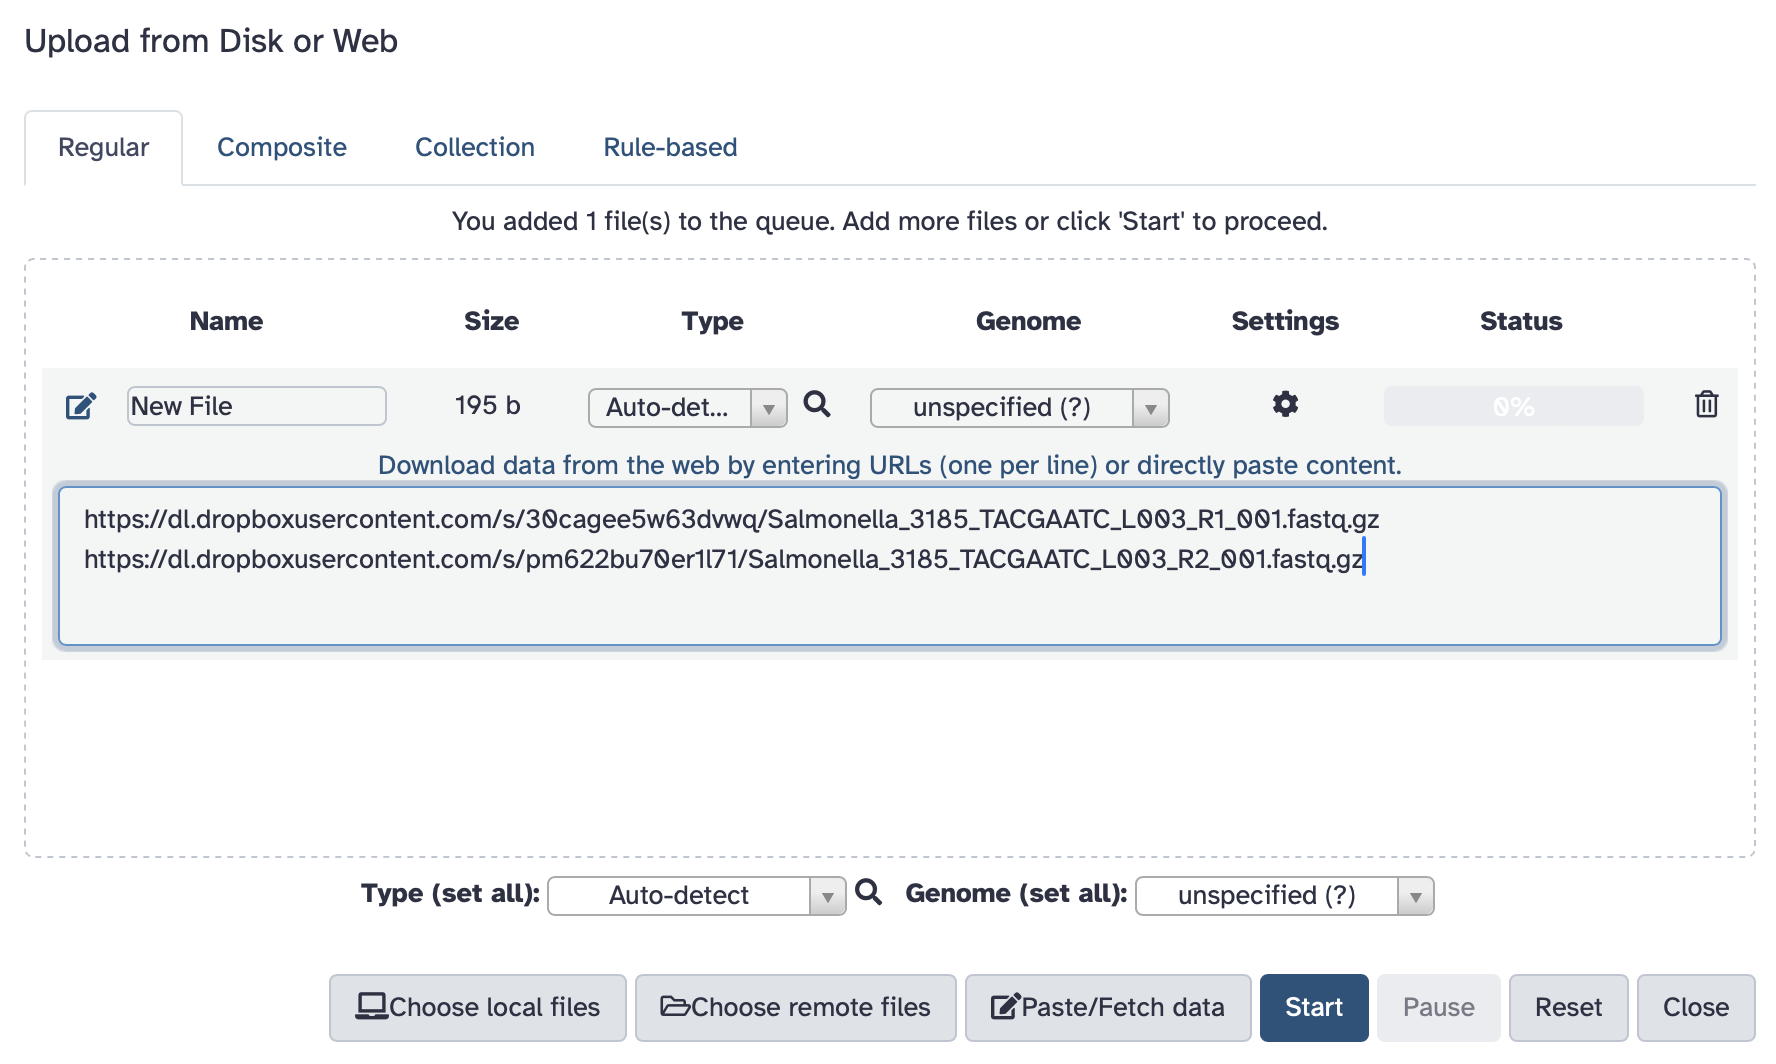 Upload from Disk or Web
Regular Composite Collection Rule-based
You added 1 file(s) to the queue. Add more files or click 'Start' to proceed.
Name Size Type Genome Settings Status
New File 195 b Auto-det... unspecified (?) 0%
Download data from the web by entering URLs (one per line) or directly paste content.
https://dl.dropboxusercontent.com/s/30cagee5w63dvwq/Salmonella_3185_TACGAATC_L003_R1_001.fastq.gz
https://dl.dropboxusercontent.com/s/pm622bu70er1l71/Salmonella_3185_TACGAATC_L003_R2_001.fastq.gz
Type (set all): Auto-detect Genome (set all): unspecified (?)
Choose local files Choose remote files Paste/Fetch data Start Pause Reset Close